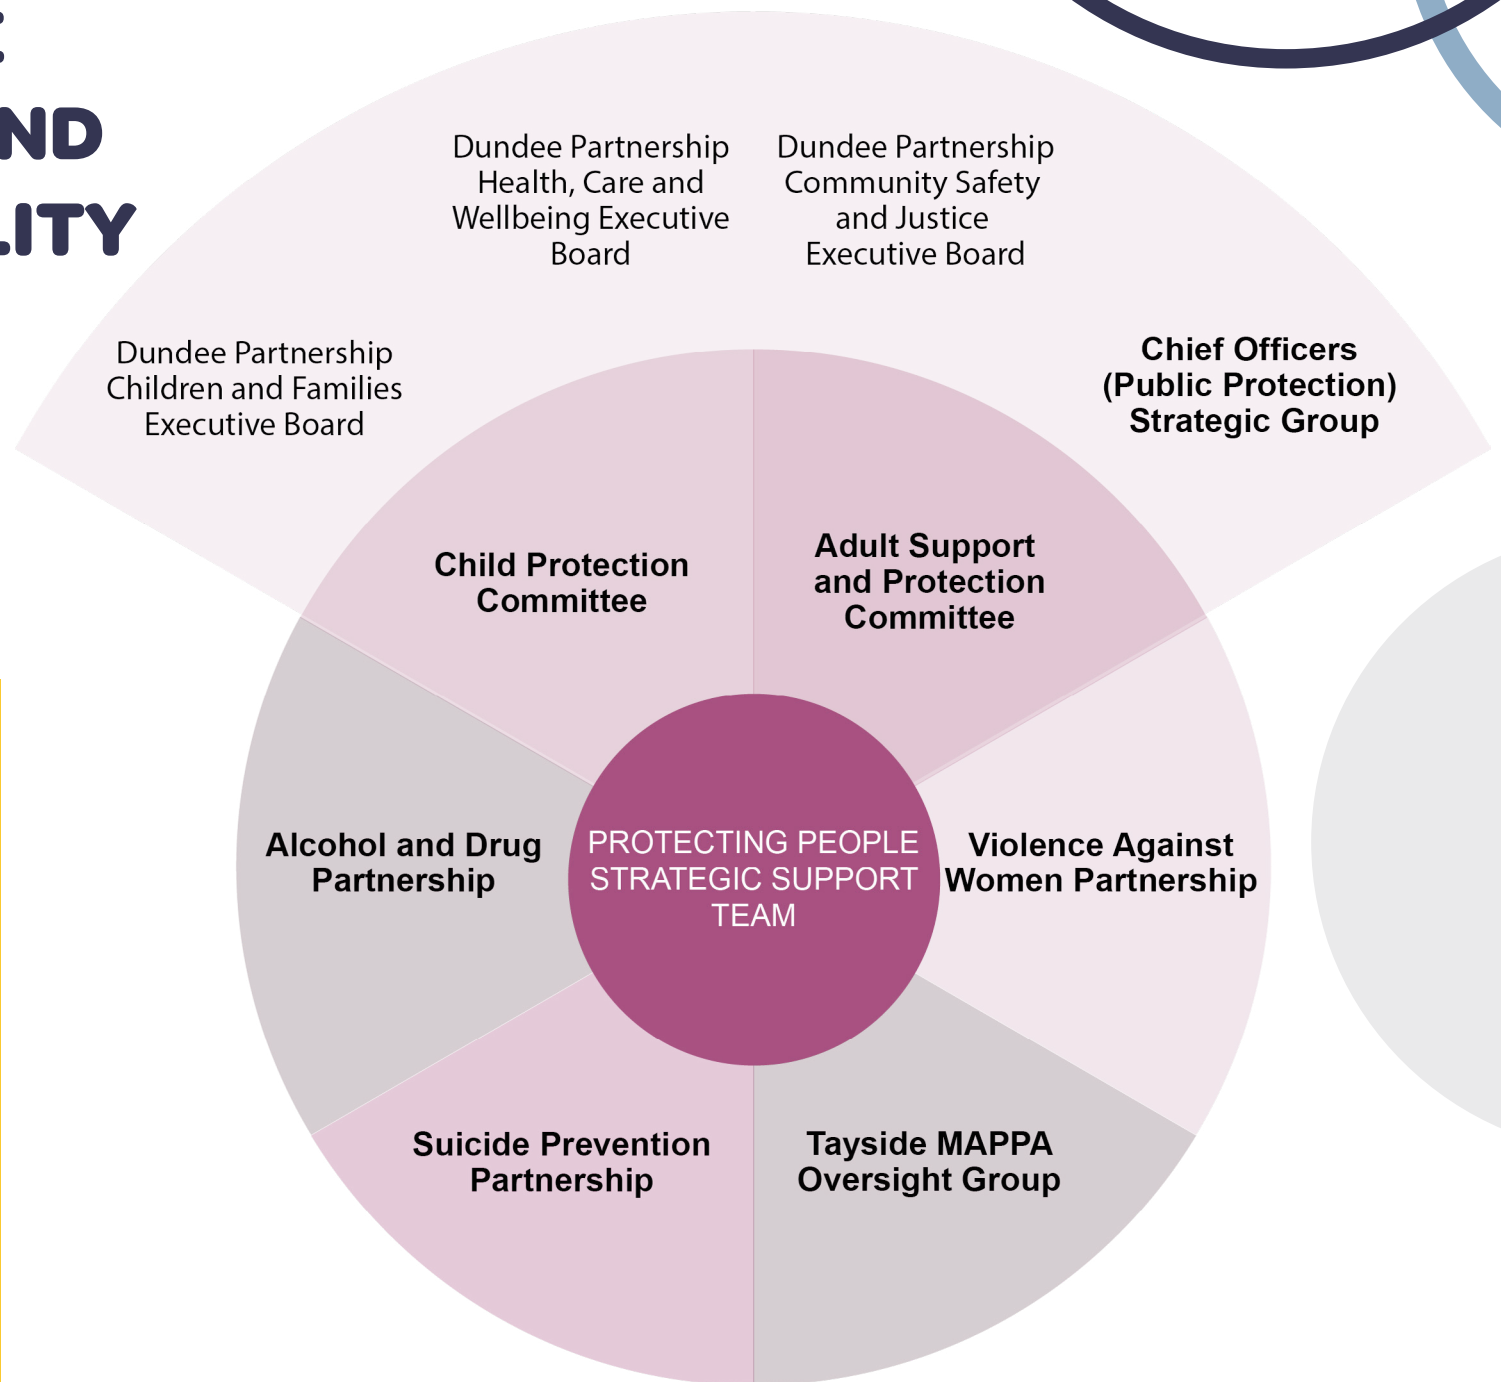 ND
LITY
Dundee Partnership
Health, Care and
Wellbeing Executive
Board
Dundee Partnership
Community Safety
and Justice
Executive Board
Dundee Partnership
Children and Families
Executive Board
Chief Officers
(Public Protection)
Strategic Group
Child Protection
Committee
Adult Support
and Protection
Committee
Alcohol and Drug
Partnership
PROTECTING PEOPLE
STRATEGIC SUPPORT
TEAM
Violence Against
Women Partnership
Suicide Prevention
Partnership
Tayside MAPPA
Oversight Group